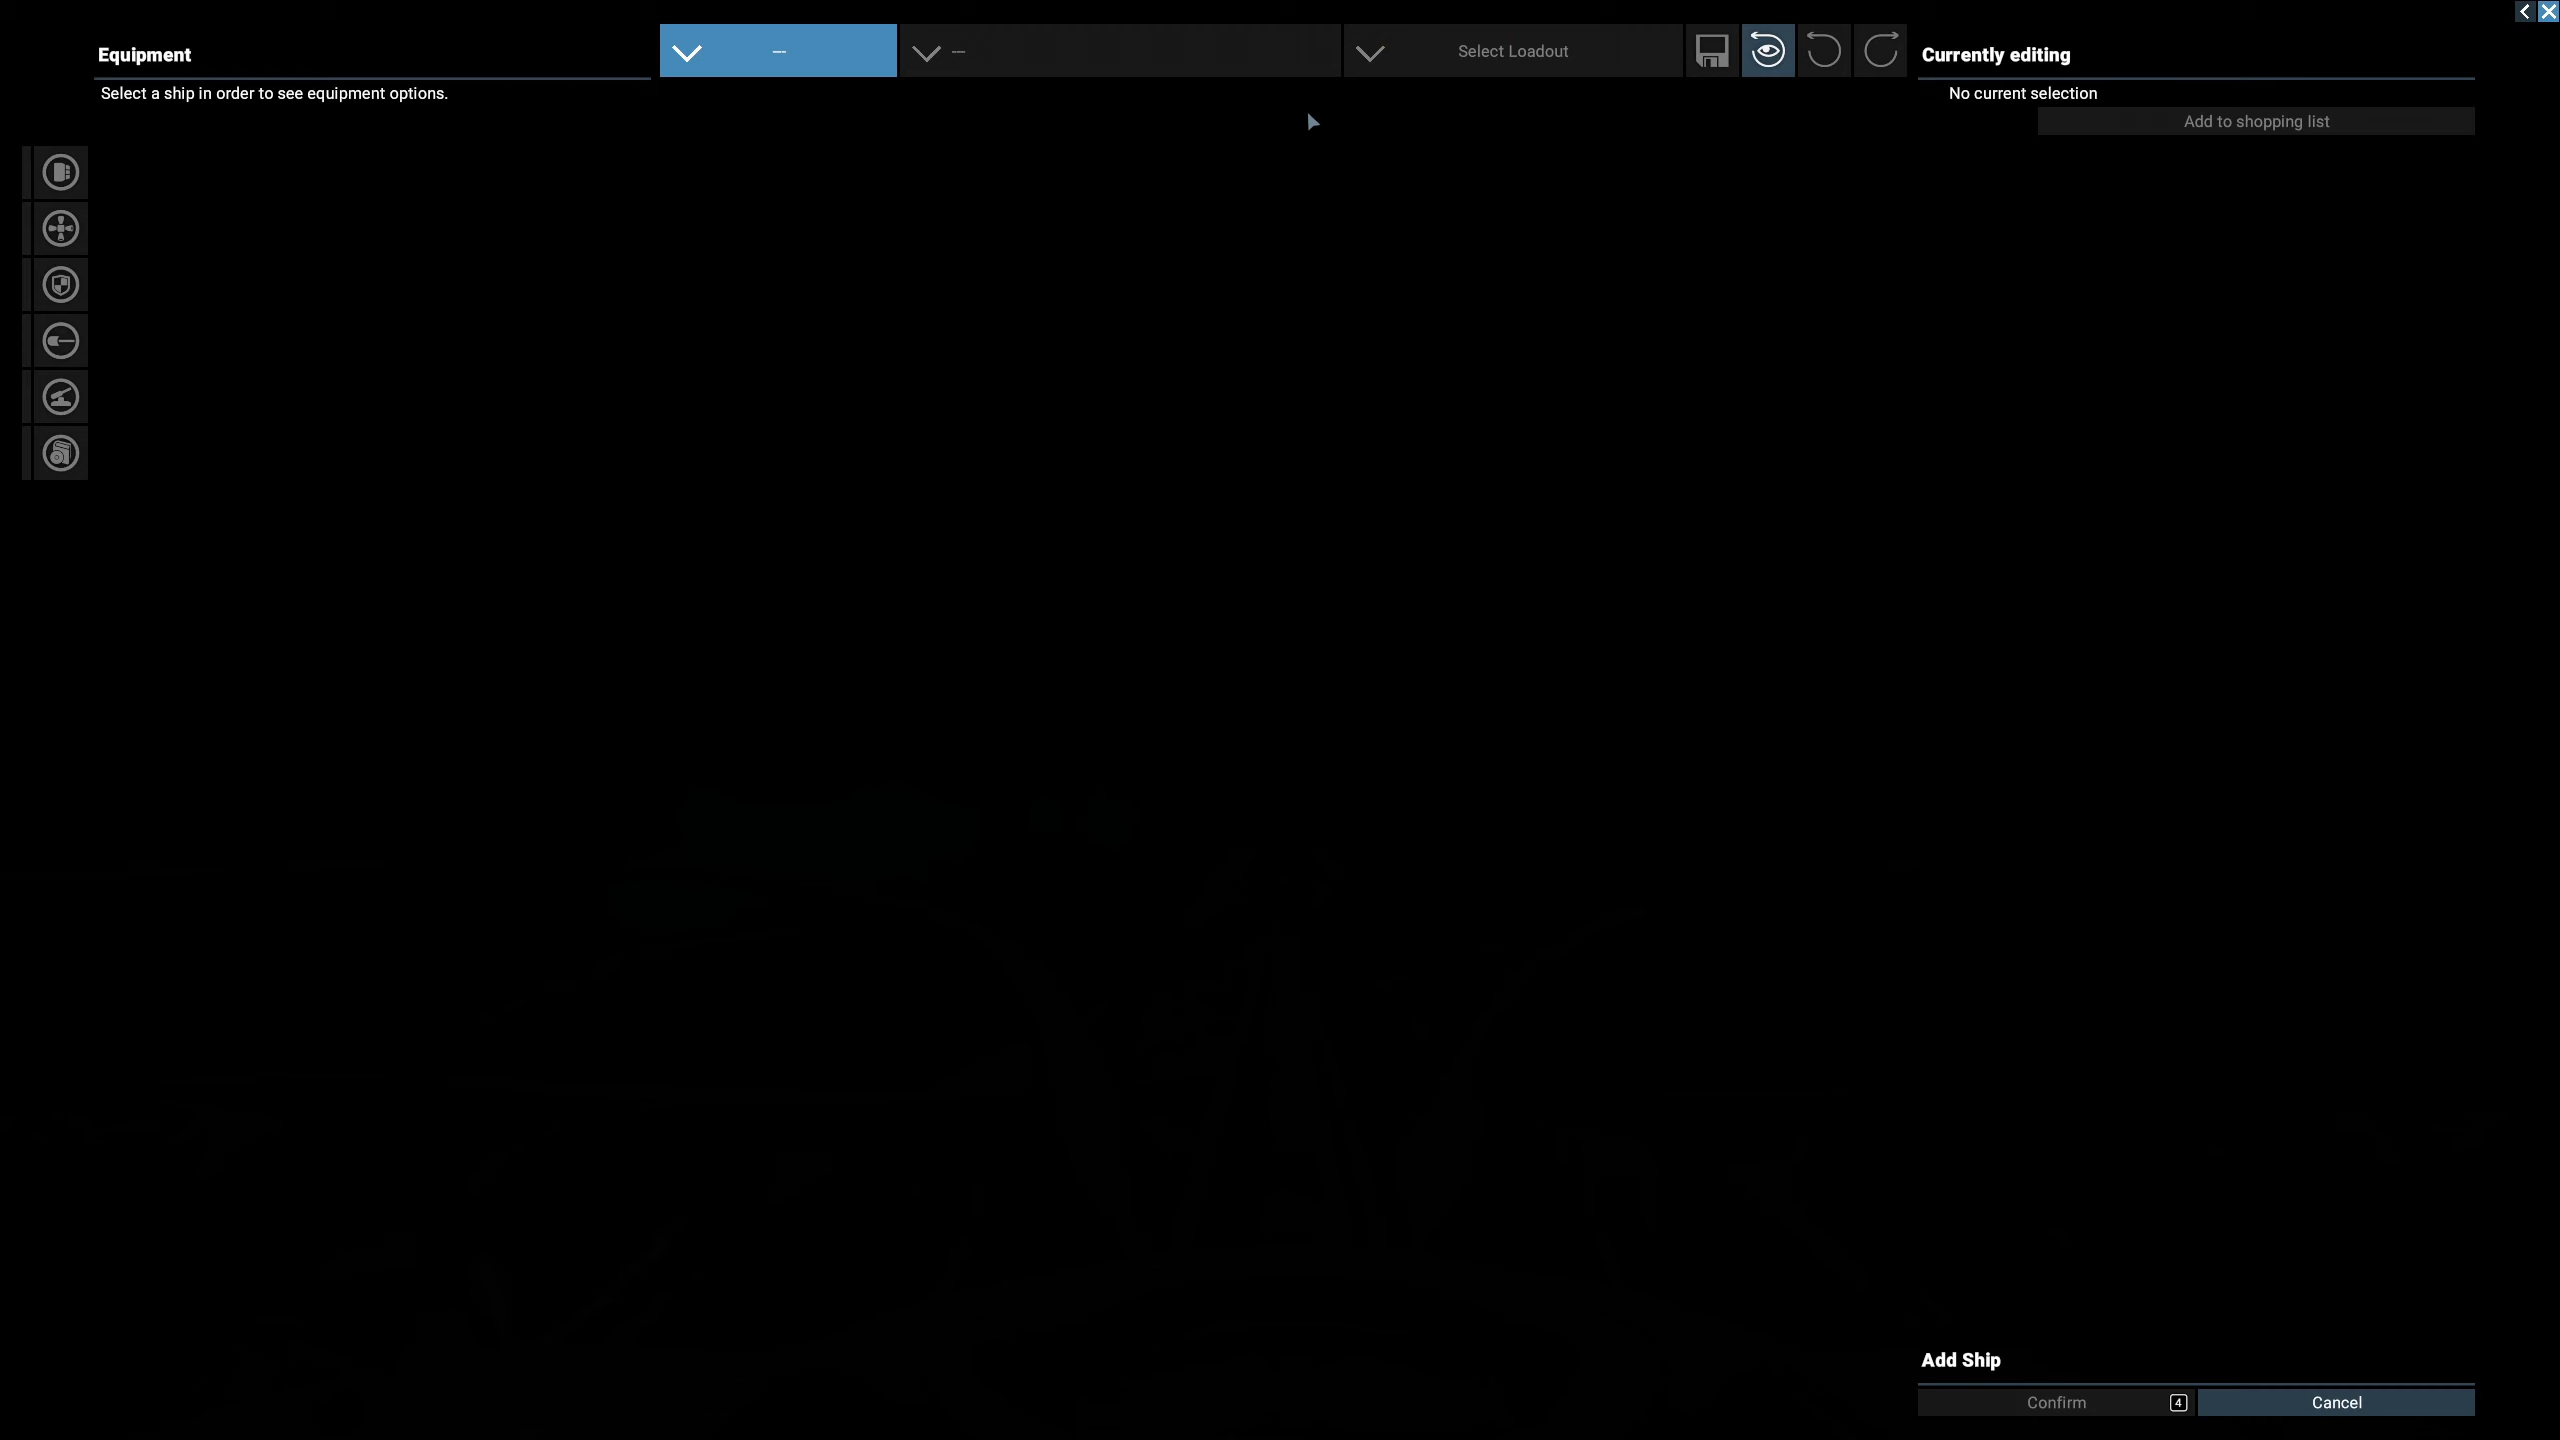 Equipment
Select a ship in order to see equipment options.
---
---
Select Loadout
Currently editing
No current selection
Add to shopping list
Add Ship
Confirm 4
Cancel